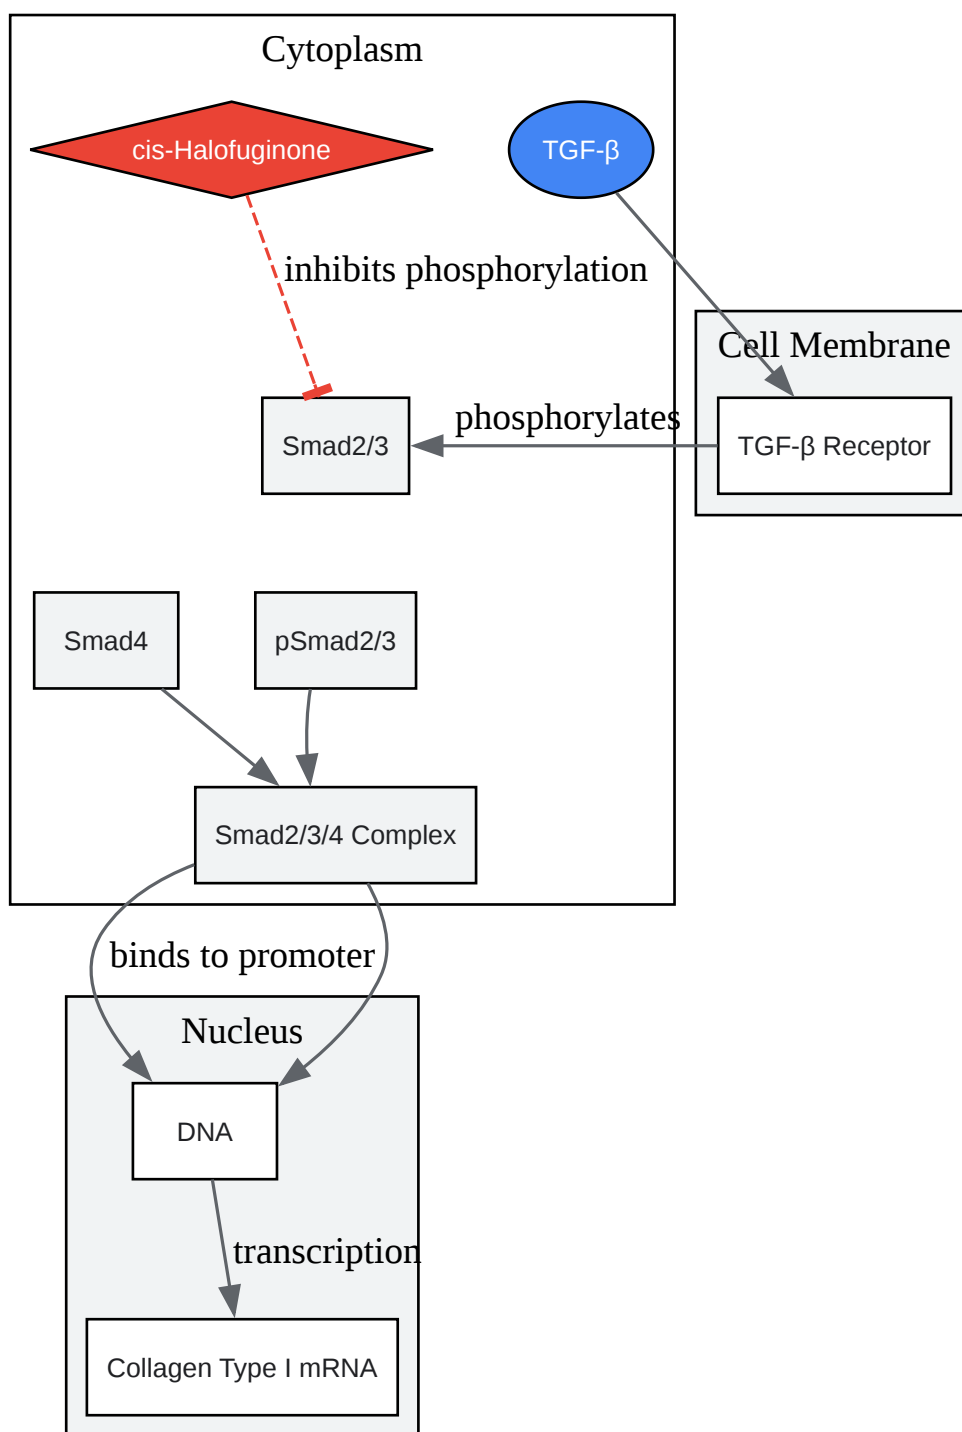 Cytoplasm
cis-Halofuginone
TGF-β
inhibits phosphorylation
Cell Membrane
phosphorylates
Smad2/3
TGF-β Receptor
Smad4
pSmad2/3
Smad2/3/4 Complex
binds to promoter
Nucleus
DNA
transcription
Collagen Type I mRNA